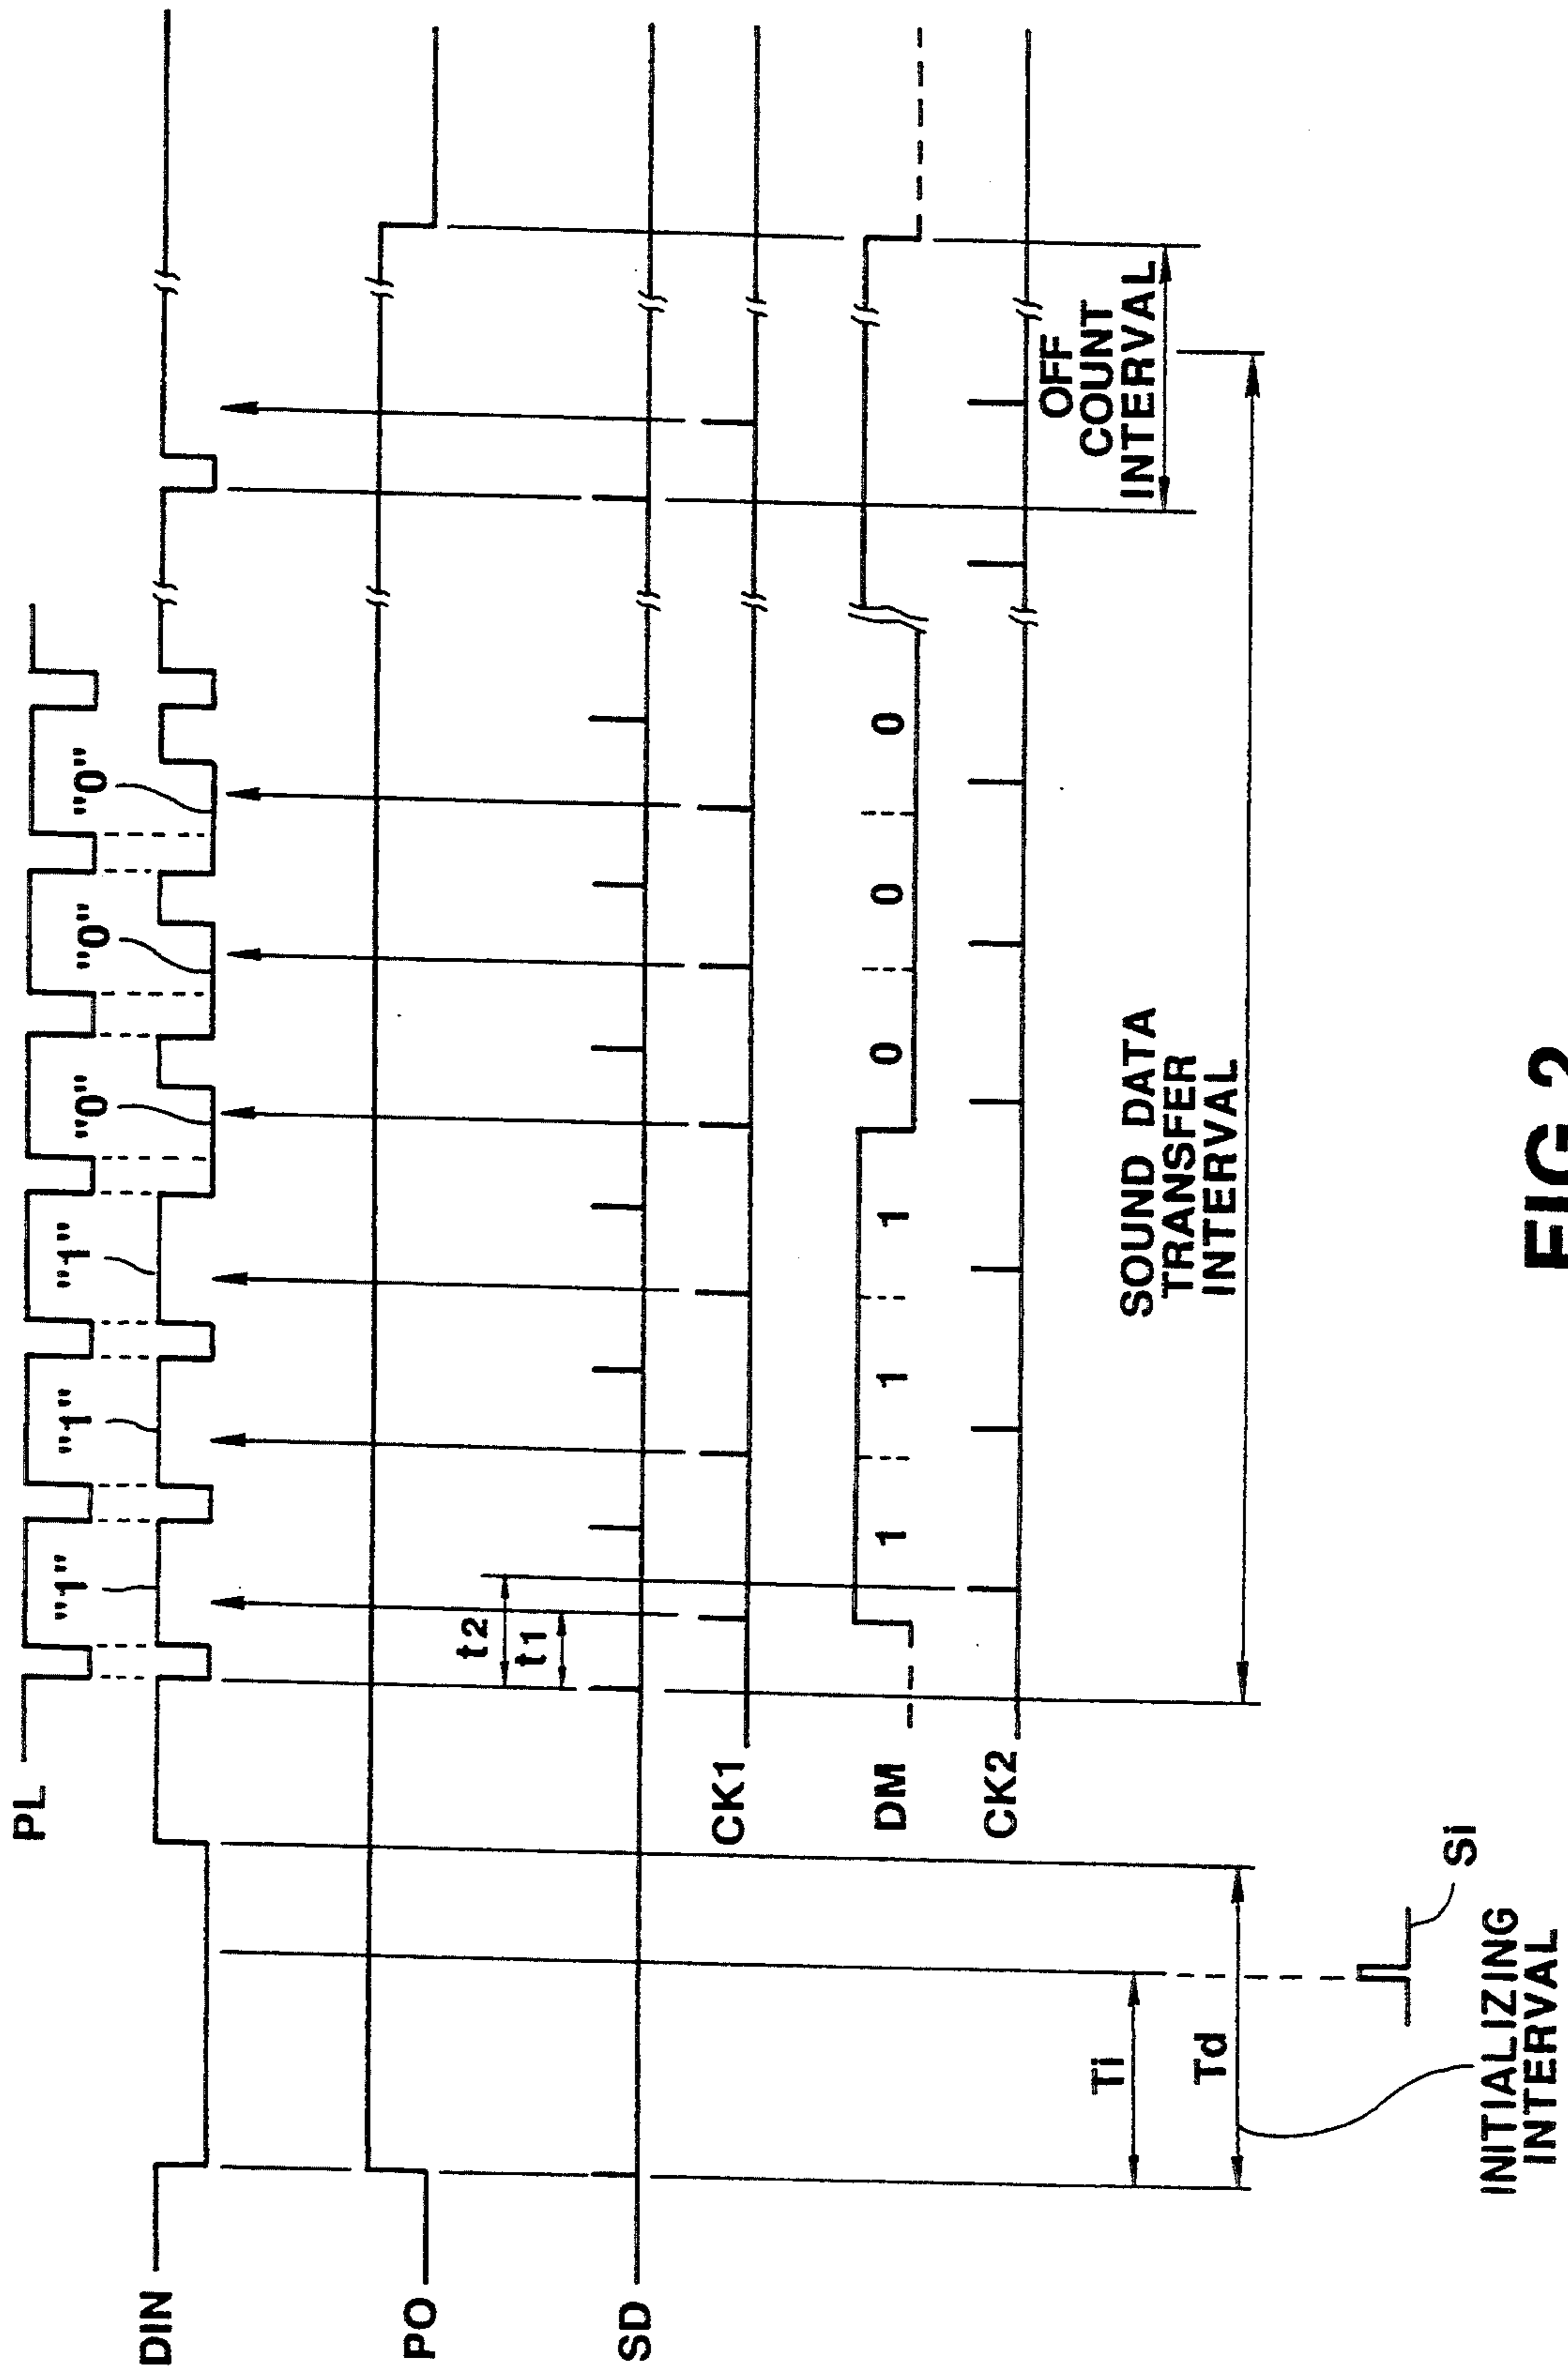 PL
"1" "1" "1" "0" "0" "0"
DIN
PO
t2
t1
SD
CK1
DM
1 1 1 0 0 0
CK2
OFF
COUNT
INTERVAL
SOUND DATA
TRANSFER
INTERVAL
Ti
Td
Si
INITIALIZING
INTERVAL
FIG.2